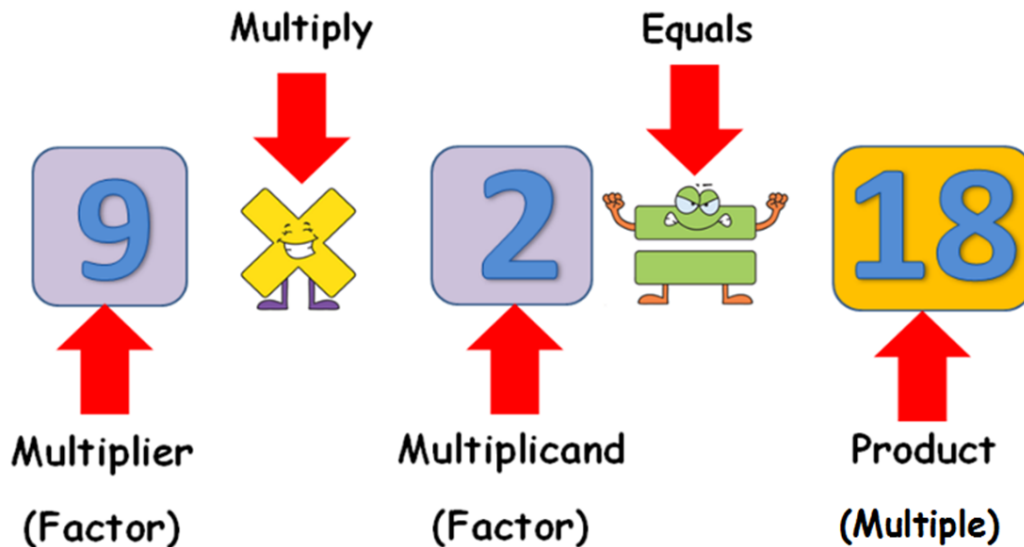 Multiply Equals
9 2 18
Multiplier Multiplicand Product
(Factor) (Factor) (Multiple)